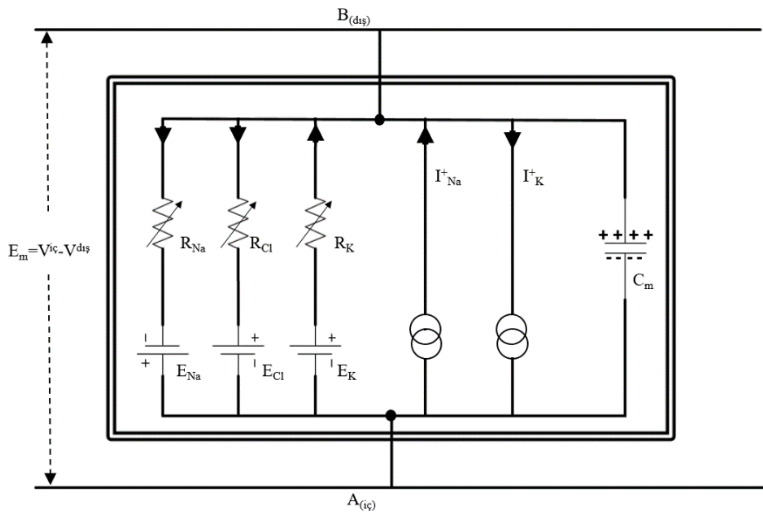 B(dış)
I⁺Na
I⁺K
Eₘ=Vⁱç-Vᵈış
RNa
RCl
RK
+ + + +
- - - -
Cm
-
+
+
+
-
-
ENa
ECl
EK
A(iç)